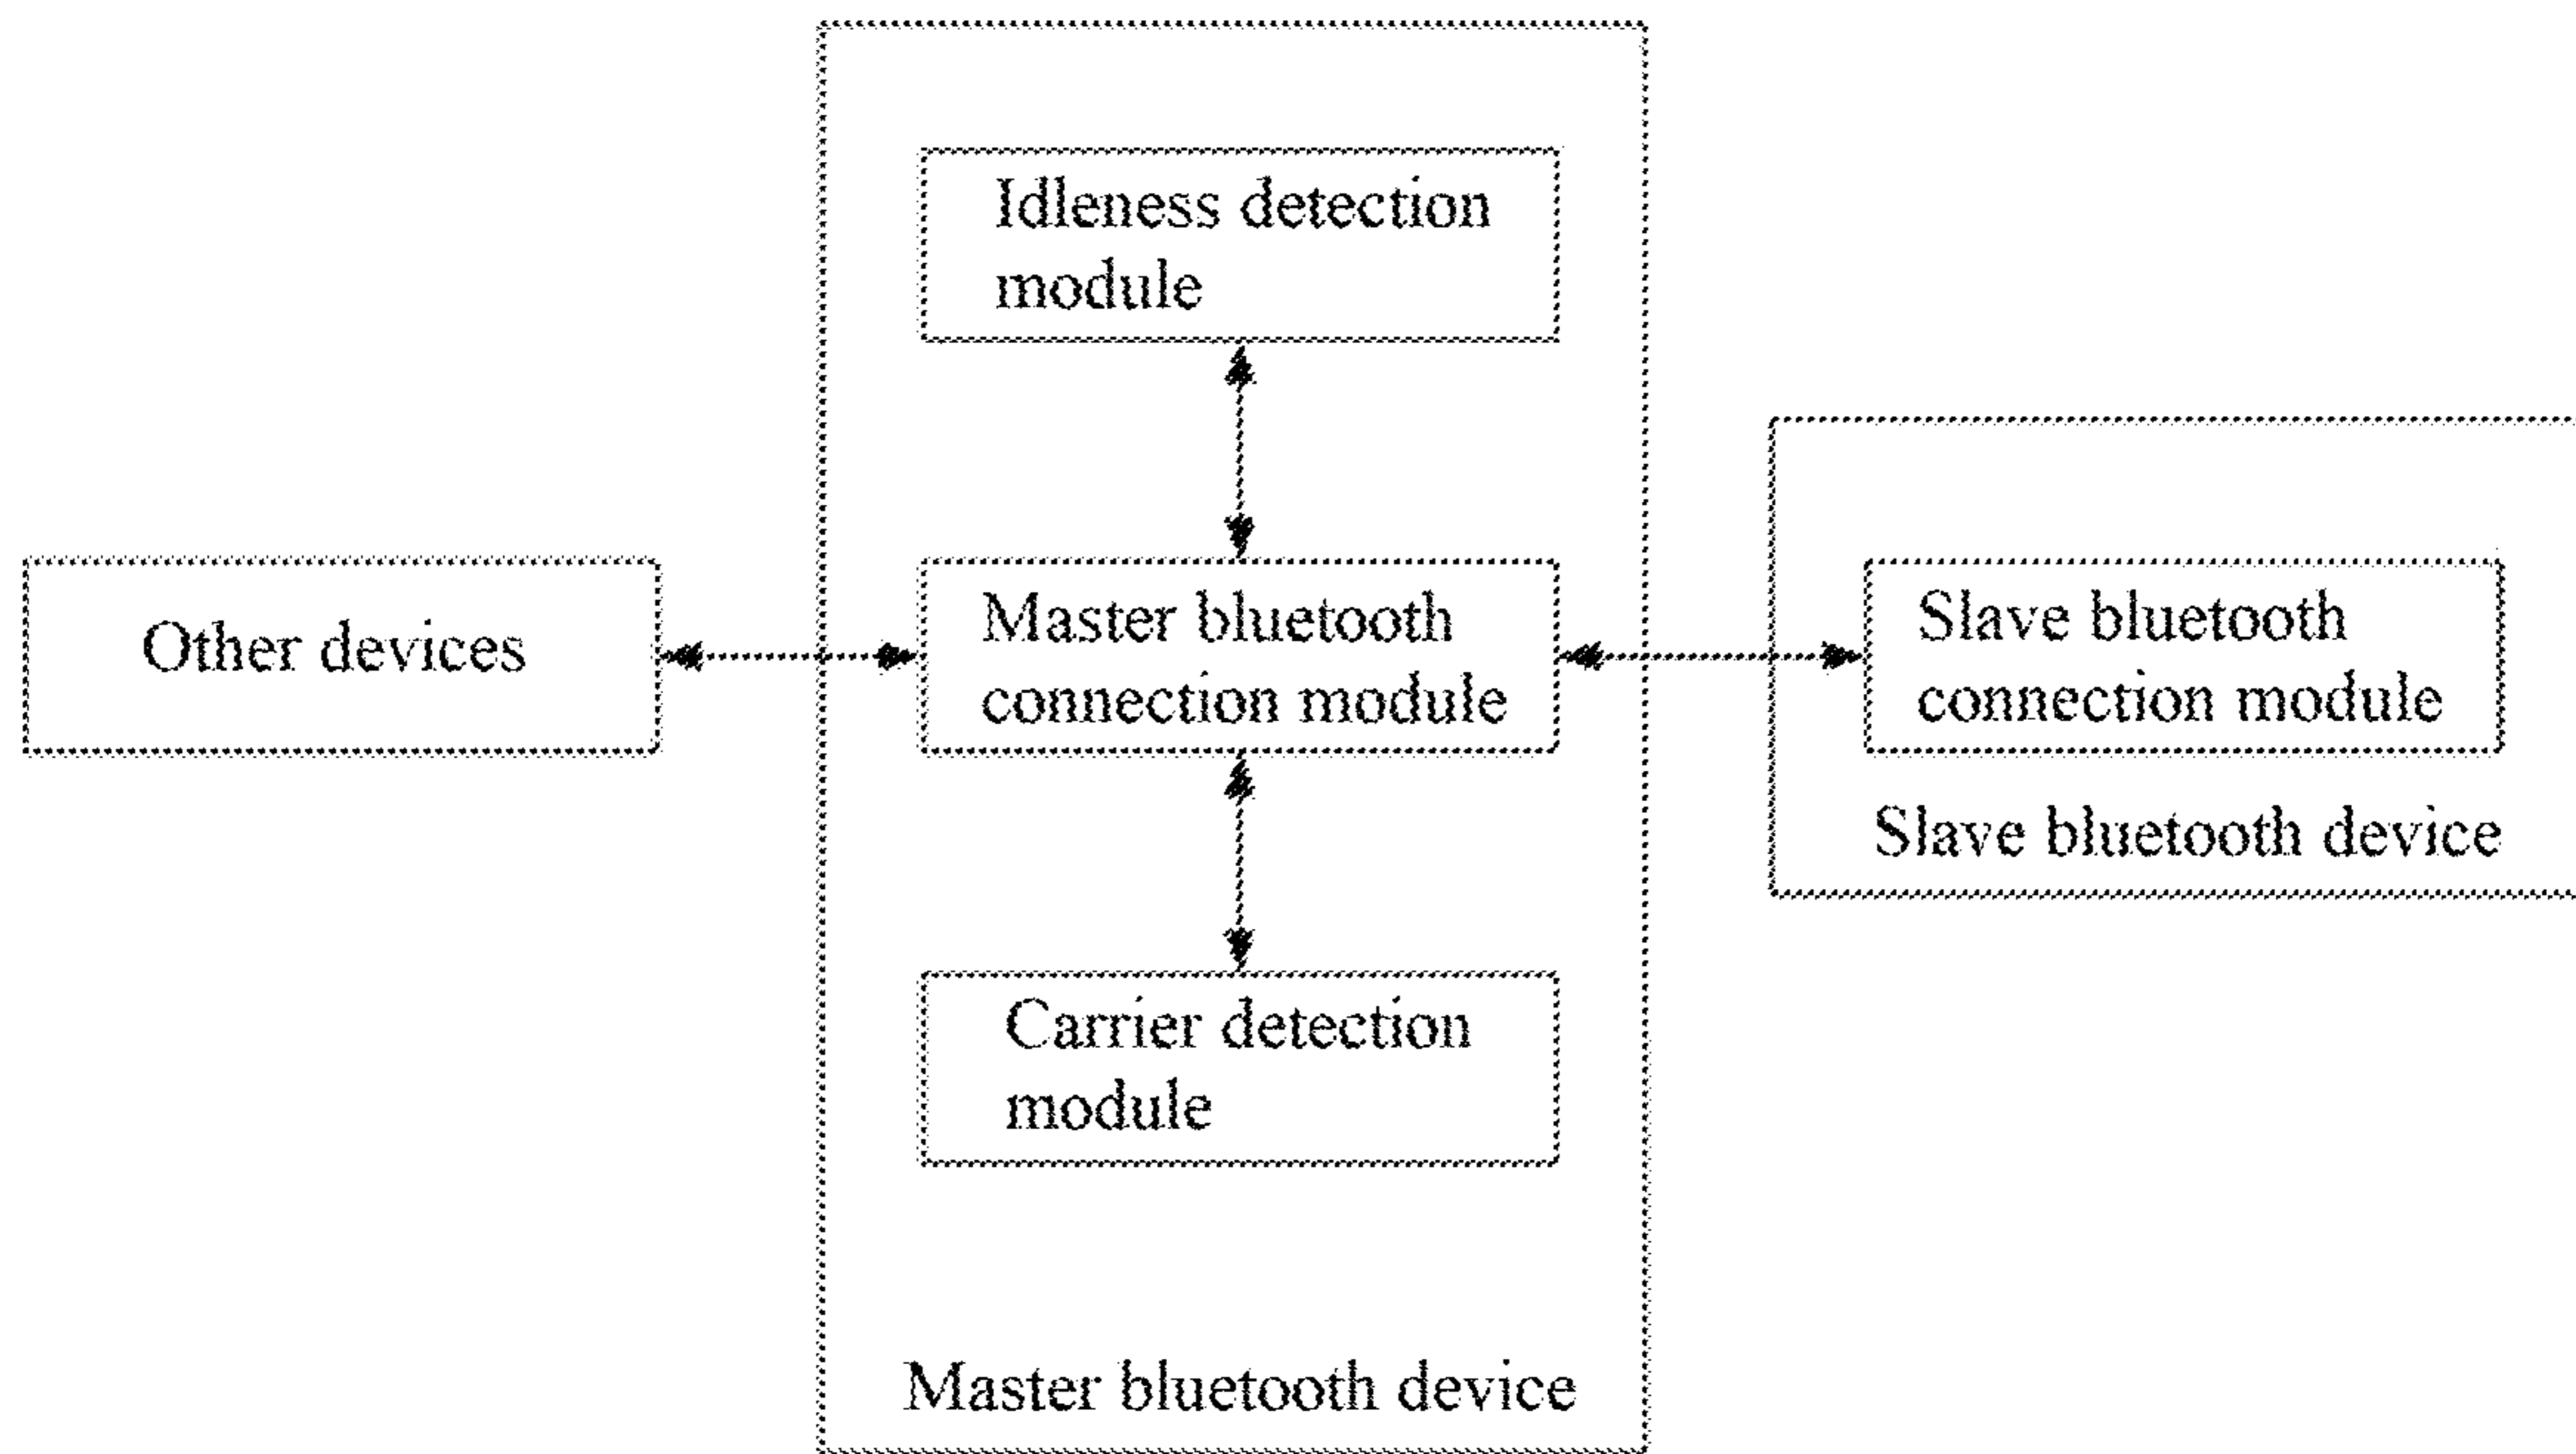 Idleness detection
module
Other devices
Master bluetooth
connection module
Slave bluetooth
connection module
Slave bluetooth device
Carrier detection
module
Master bluetooth device